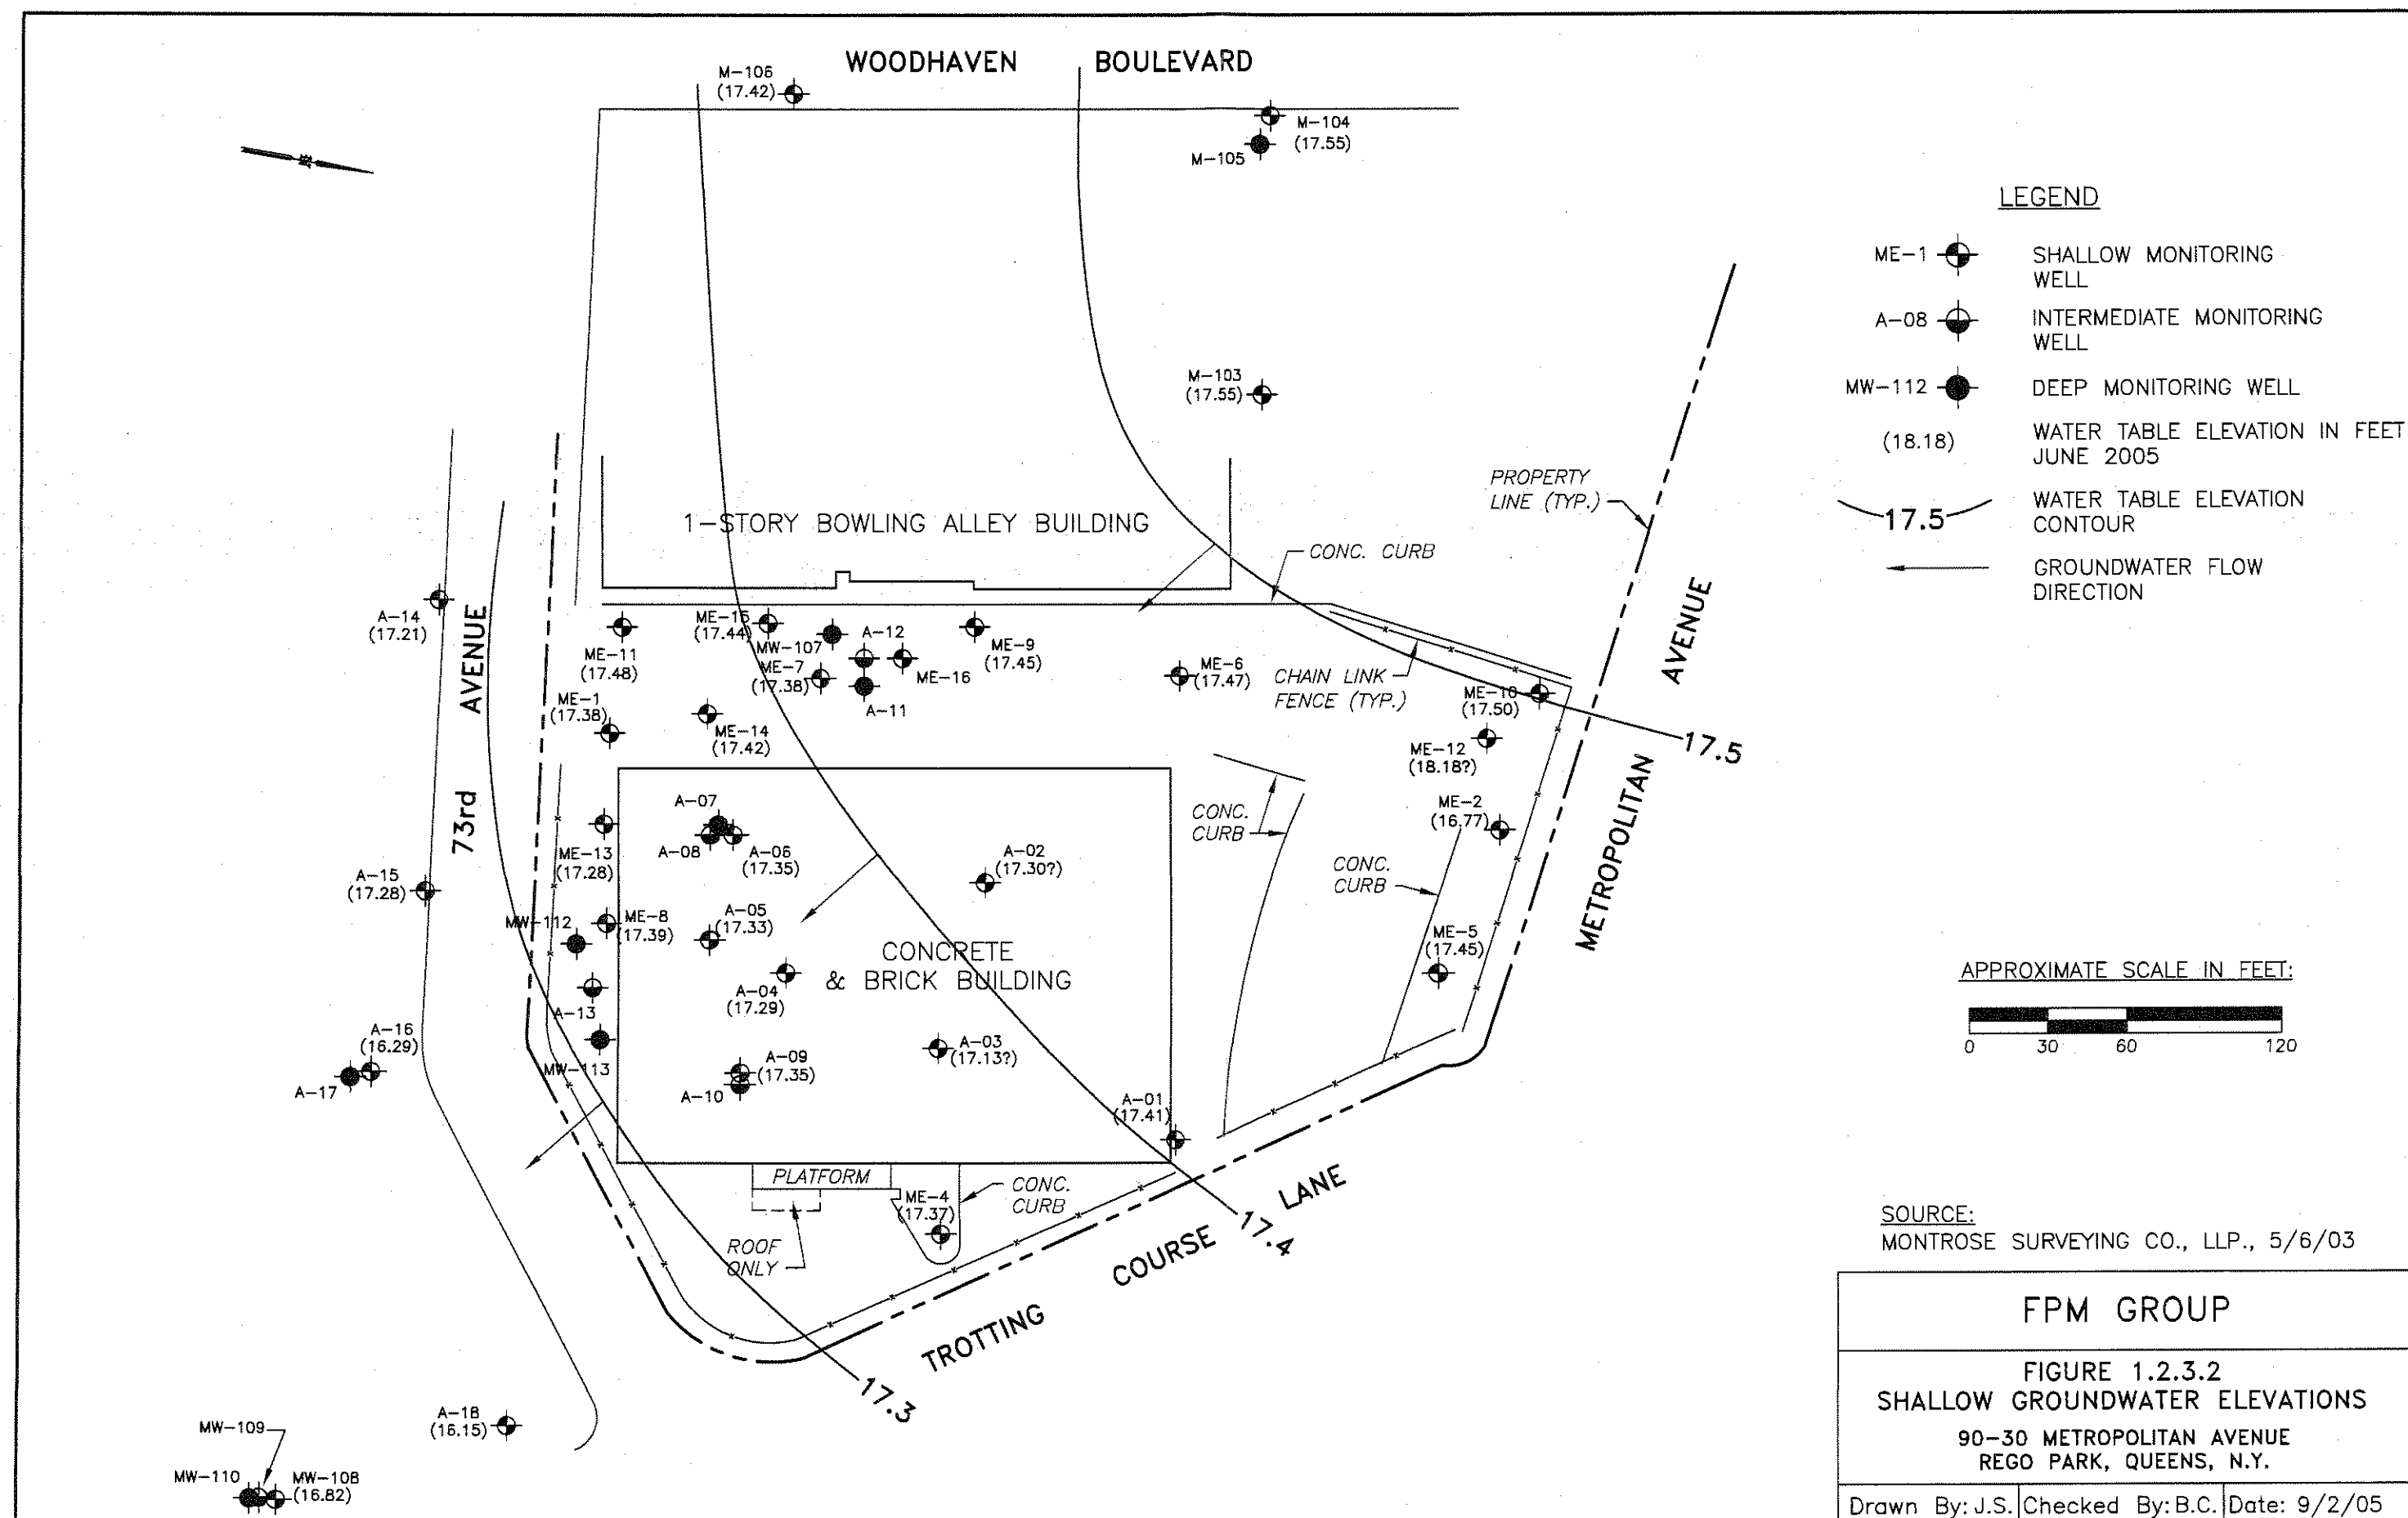 WOODHAVEN BOULEVARD
M-106
(17.42)
M-104
(17.55)
M-105
M-103
(17.55)
1-STORY BOWLING ALLEY BUILDING
CONC. CURB
PROPERTY
LINE (TYP.)
METROPOLITAN AVENUE
73rd AVENUE
A-14
(17.21)
ME-11
(17.48)
ME-15
(17.44)
MW-107
ME-7
(17.38)
A-12
ME-16
A-11
ME-9
(17.45)
ME-6
(17.47)
CHAIN LINK
FENCE (TYP.)
ME-10
(17.50)
17.5
ME-1
(17.38)
ME-14
(17.42)
ME-12
(18.18?)
ME-2
(16.77)
CONC.
CURB
CONC.
CURB
A-07
A-08
A-06
(17.35)
A-02
(17.30?)
ME-13
(17.28)
A-15
(17.28)
MW-112
ME-8
(17.39)
A-05
(17.33)
CONCRETE
& BRICK BUILDING
A-04
(17.29)
ME-5
(17.45)
A-13
MW-113
A-16
(16.29)
A-17
A-09
(17.35)
A-10
A-03
(17.13?)
A-01
(17.41)
PLATFORM
ME-4
(17.37)
CONC.
CURB
ROOF
ONLY
TROTTING COURSE LANE
17.4
17.3
A-18
(16.15)
MW-109
MW-110
MW-108
(16.82)
LEGEND
ME-1 SHALLOW MONITORING
WELL
A-08 INTERMEDIATE MONITORING
WELL
MW-112 DEEP MONITORING WELL
(18.18) WATER TABLE ELEVATION IN FEET
JUNE 2005
17.5 WATER TABLE ELEVATION
CONTOUR
GROUNDWATER FLOW
DIRECTION
APPROXIMATE SCALE IN FEET:
0 30 60 120
SOURCE:
MONTROSE SURVEYING CO., LLP., 5/6/03
FPM GROUP
FIGURE 1.2.3.2
SHALLOW GROUNDWATER ELEVATIONS
90-30 METROPOLITAN AVENUE
REGO PARK, QUEENS, N.Y.
Drawn By: J.S. Checked By: B.C. Date: 9/2/05